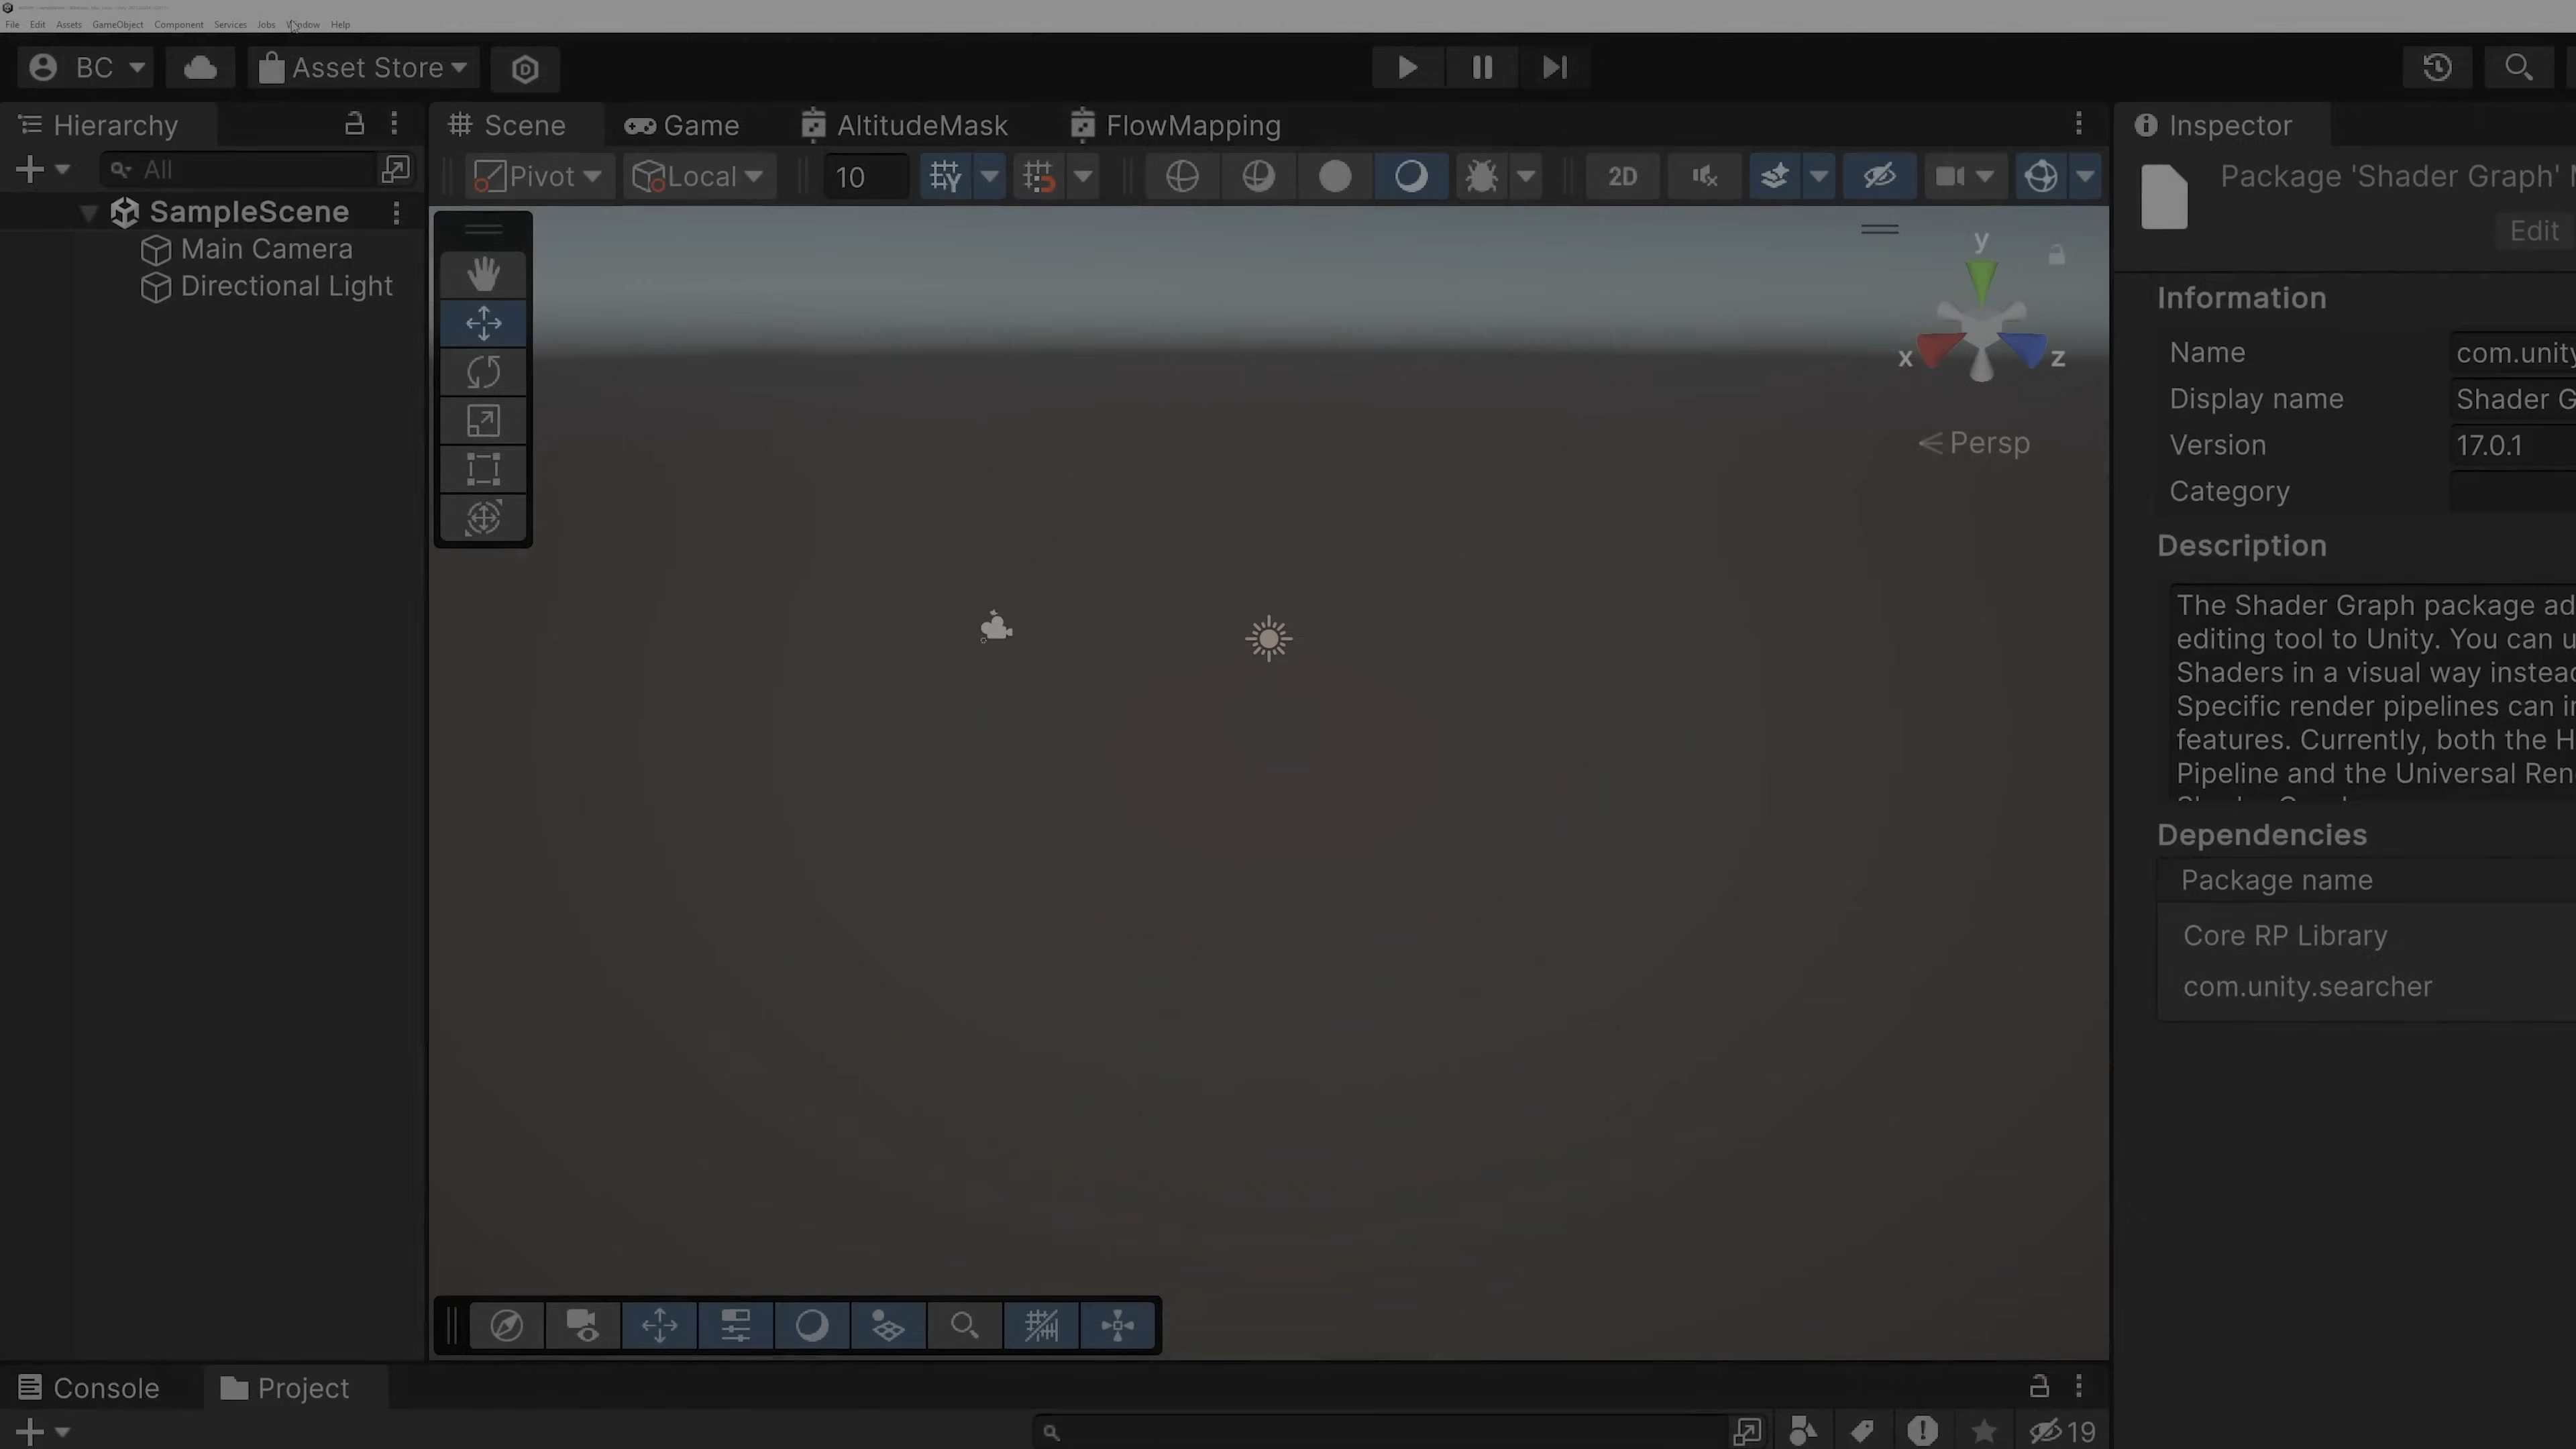 File Edit Assets GameObject Component Services Jobs Window Help
BC Asset Store
Hierarchy
Scene Game AltitudeMask FlowMapping
Inspector
All
Pivot Local 10 2D
Package 'Shader Graph'
Edit
SampleScene
Main Camera
Directional Light
y
x z
Persp
Information
Name com.unity
Display name Shader G
Version 17.0.1
Category
Description
The Shader Graph package ad
editing tool to Unity. You can u
Shaders in a visual way instead
Specific render pipelines can i
features. Currently, both the H
Pipeline and the Universal Ren
Dependencies
Package name
Core RP Library
com.unity.searcher
Console Project
19